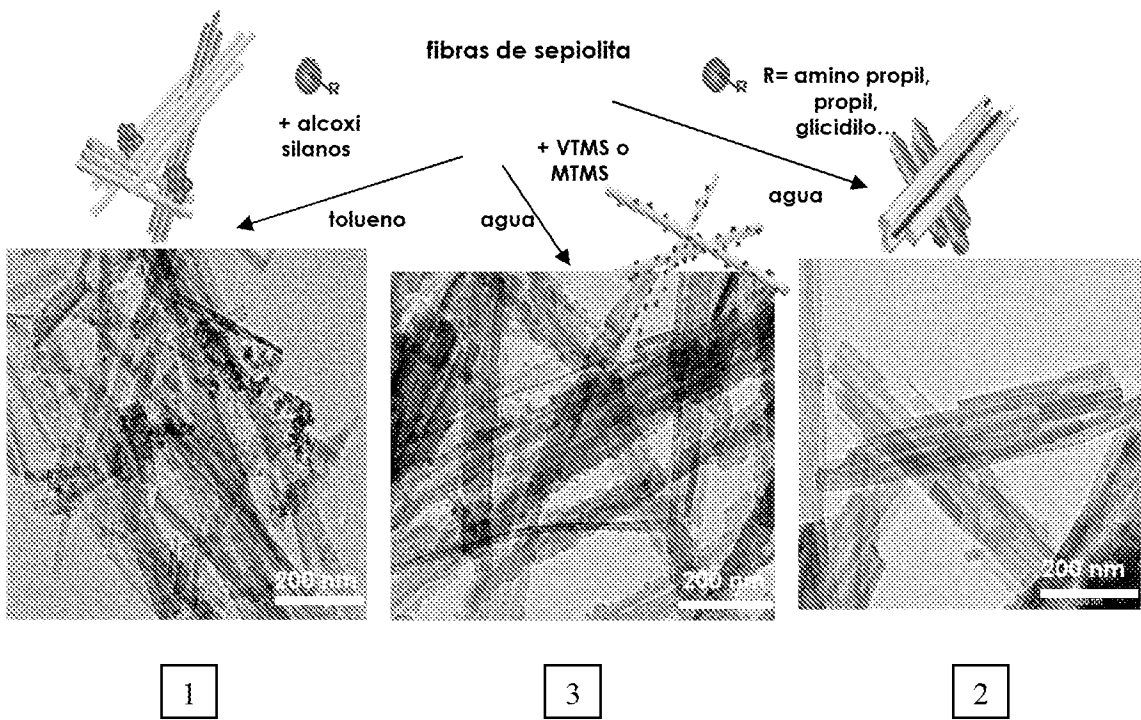 fibras de sepiolita
R
+ alcoxi
silanos
R
R= amino propil,
propil,
glicidilo...
+ VTMS o
MTMS
tolueno
agua
agua
200 nm
200 nm
200 nm
1
3
2